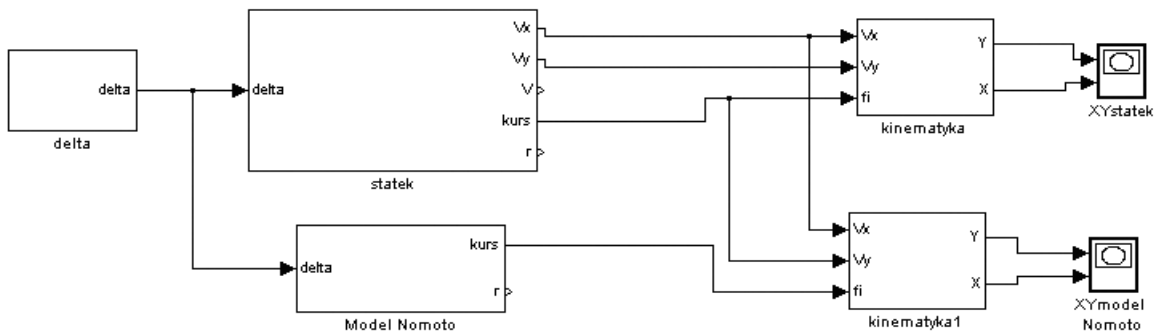 delta
delta
delta
Vx
Vy
V
kurs
r
statek
Vx
Vy
fi
Y
X
kinematyka
XYstatek
delta
kurs
r
Model Nomoto
Vx
Vy
fi
Y
X
kinematyka1
XYmodel
Nomoto